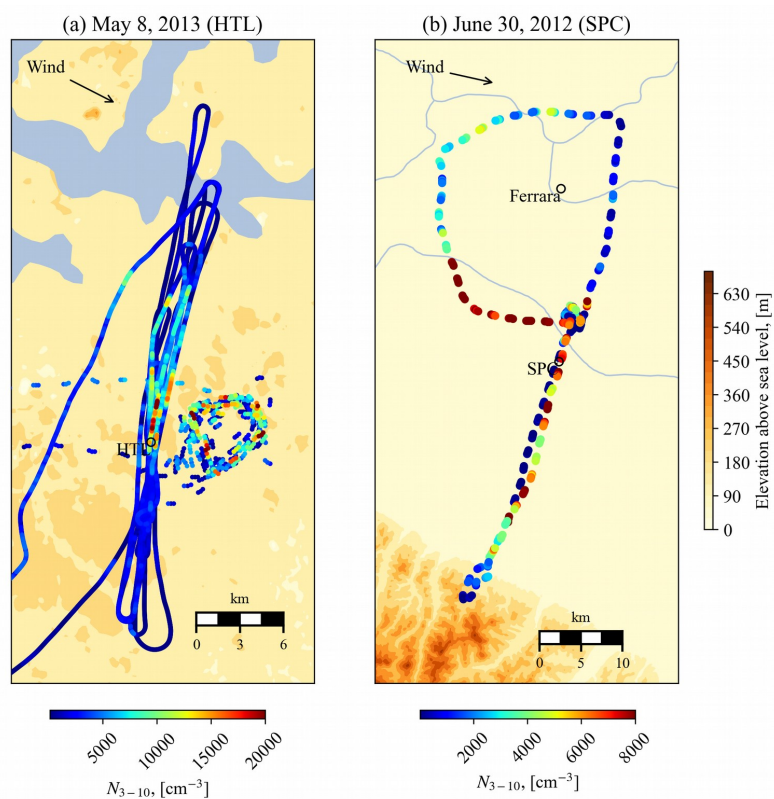 (a) May 8, 2013 (HTL)
Wind
HTL
km
0 3 6
5000 10000 15000 20000
N3−10, [cm−3]
(b) June 30, 2012 (SPC)
Wind
Ferrara
SPC
km
0 5 10
2000 4000 6000 8000
N3−10, [cm−3]
630
540
450
360
270
180
90
0
Elevation above sea level, [m]